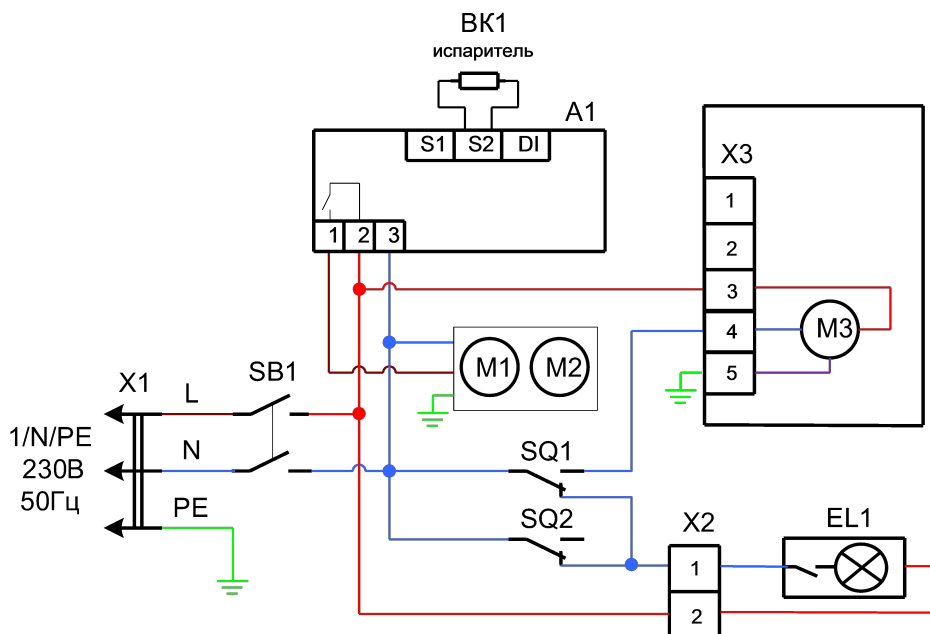 BK1
испаритель
A1
S1 S2 DI
1 2 3
X3
1
2
3
4
5
M3
M1 M2
X1 L SB1
1/N/PE
230В
50Гц
N
PE
SQ1
SQ2
X2
1
2
EL1